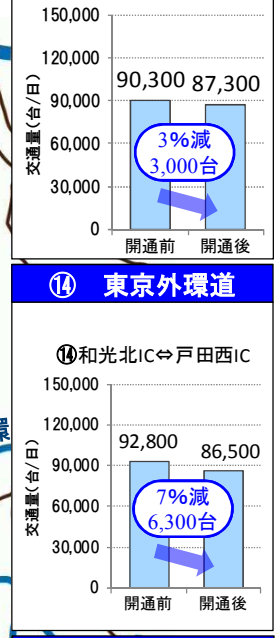 150,000
120,000
90,000
60,000
30,000
0
交通量(台/日)
90,300 87,300
3%減
3,000台
開通前 開通後
⑭ 東京外環道
⑭和光北IC⇔戸田西IC
150,000
120,000
90,000
60,000
30,000
0
交通量(台/日)
92,800 86,500
7%減
6,300台
開通前 開通後